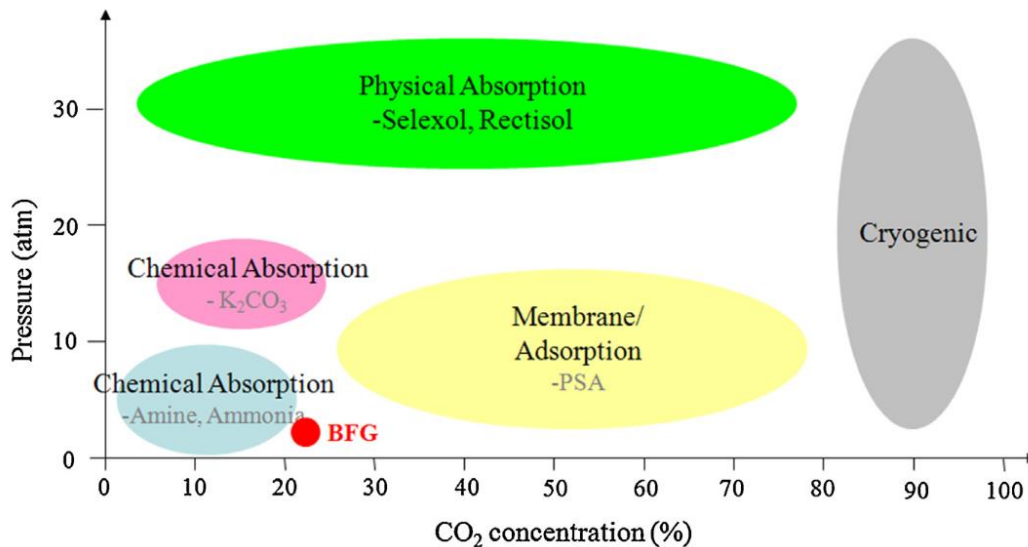 Physical Absorption
-Selexol, Rectisol
Cryogenic
Chemical Absorption
- K₂CO₃
Membrane/
Adsorption
-PSA
Chemical Absorption
-Amine, Ammonia
BFG
Pressure (atm)
30
20
10
0
0 10 20 30 40 50 60 70 80 90 100
CO₂ concentration (%)